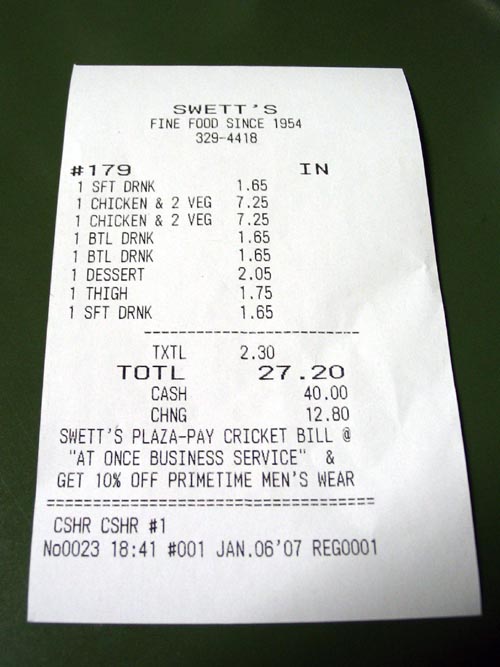 SWETT'S
FINE FOOD SINCE 1954
329-4418
#179 IN
1 SFT DRNK 1.65
1 CHICKEN & 2 VEG 7.25
1 CHICKEN & 2 VEG 7.25
1 BTL DRNK 1.65
1 BTL DRNK 1.65
1 DESSERT 2.05
1 THIGH 1.75
1 SFT DRNK 1.65
TXTL 2.30
TOTL 27.20
CASH 40.00
CHNG 12.80
SWETT'S PLAZA-PAY CRICKET BILL @
"AT ONCE BUSINESS SERVICE" &
GET 10% OFF PRIMETIME MEN'S WEAR
CSHR CSHR #1
No0023 18:41 #001 JAN.06'07 REG0001